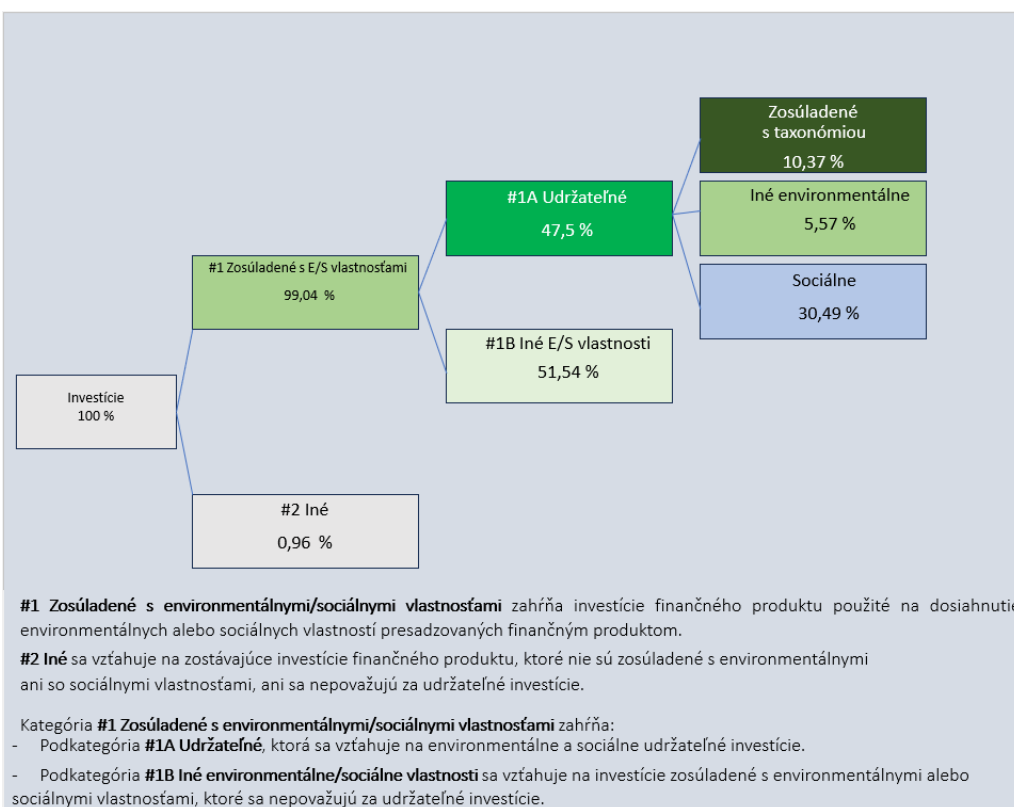 Zosúladené
s taxonómiou
10,37 %
#1A Udržateľné
47,5 %
Iné environmentálne
5,57 %
#1 Zosúladené s E/S vlastnosťami
99,04 %
Sociálne
30,49 %
#1B Iné E/S vlastnosti
51,54 %
Investície
100 %
#2 Iné
0,96 %
#1 Zosúladené s environmentálnymi/sociálnymi vlastnosťami zahŕňa investície finančného produktu použité na dosiahnutie
environmentálnych alebo sociálnych vlastností presadzovaných finančným produktom.
#2 Iné sa vzťahuje na zostávajúce investície finančného produktu, ktoré nie sú zosúladené s environmentálnymi
ani so sociálnymi vlastnosťami, ani sa nepovažujú za udržateľné investície.
Kategória #1 Zosúladené s environmentálnymi/sociálnymi vlastnosťami zahŕňa:
- Podkategória #1A Udržateľné, ktorá sa vzťahuje na environmentálne a sociálne udržateľné investície.
- Podkategória #1B Iné environmentálne/sociálne vlastnosti sa vzťahuje na investície zosúladené s environmentálnymi alebo
sociálnymi vlastnosťami, ktoré sa nepovažujú za udržateľné investície.